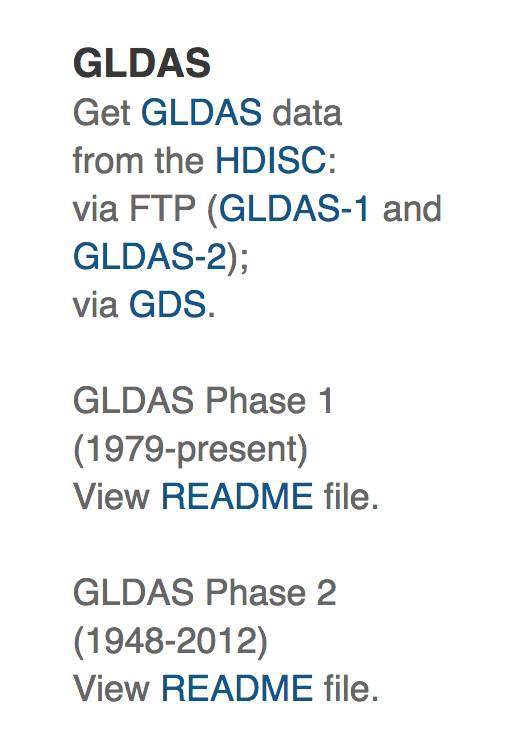 GLDAS
Get GLDAS data
from the HDISC:
via FTP (GLDAS-1 and
GLDAS-2);
via GDS.
GLDAS Phase 1
(1979-present)
View README file.
GLDAS Phase 2
(1948-2012)
View README file.